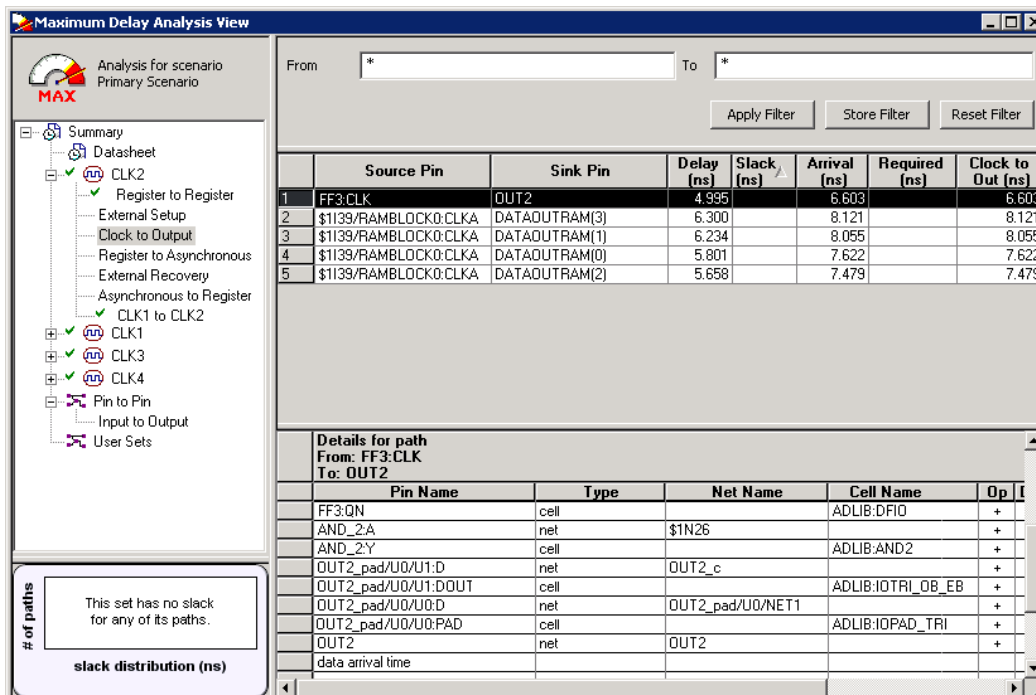 Maximum Delay Analysis View
Analysis for scenario
Primary Scenario
MAX
From * To *
Apply Filter Store Filter Reset Filter
Summary
Datasheet
CLK2
Register to Register
External Setup
Clock to Output
Register to Asynchronous
External Recovery
Asynchronous to Register
CLK1 to CLK2
CLK1
CLK3
CLK4
Pin to Pin
Input to Output
User Sets
# of paths
This set has no slack
for any of its paths.
slack distribution (ns)
Source Pin Sink Pin Delay (ns) Slack (ns) Arrival (ns) Required (ns) Clock to Out (ns)
1 FF3:CLK OUT2 4.995 6.603 6.603
2 $1I39/RAMBLOCK0:CLKA DATAOUTRAM(3) 6.300 8.121 8.121
3 $1I39/RAMBLOCK0:CLKA DATAOUTRAM(1) 6.234 8.055 8.055
4 $1I39/RAMBLOCK0:CLKA DATAOUTRAM(0) 5.801 7.622 7.622
5 $1I39/RAMBLOCK0:CLKA DATAOUTRAM(2) 5.658 7.479 7.479
Details for path
From: FF3:CLK
To: OUT2
Pin Name Type Net Name Cell Name Op
FF3:QN cell ADLIB:DFI0 +
AND_2:A net $1N26 +
AND_2:Y cell ADLIB:AND2 +
OUT2_pad/U0/U1:D net OUT2_c +
OUT2_pad/U0/U1:DOUT cell ADLIB:IOTRI_OB_EB +
OUT2_pad/U0/U0:D net OUT2_pad/U0/NET1 +
OUT2_pad/U0/U0:PAD cell ADLIB:IOPAD_TRI +
OUT2 net OUT2 +
data arrival time